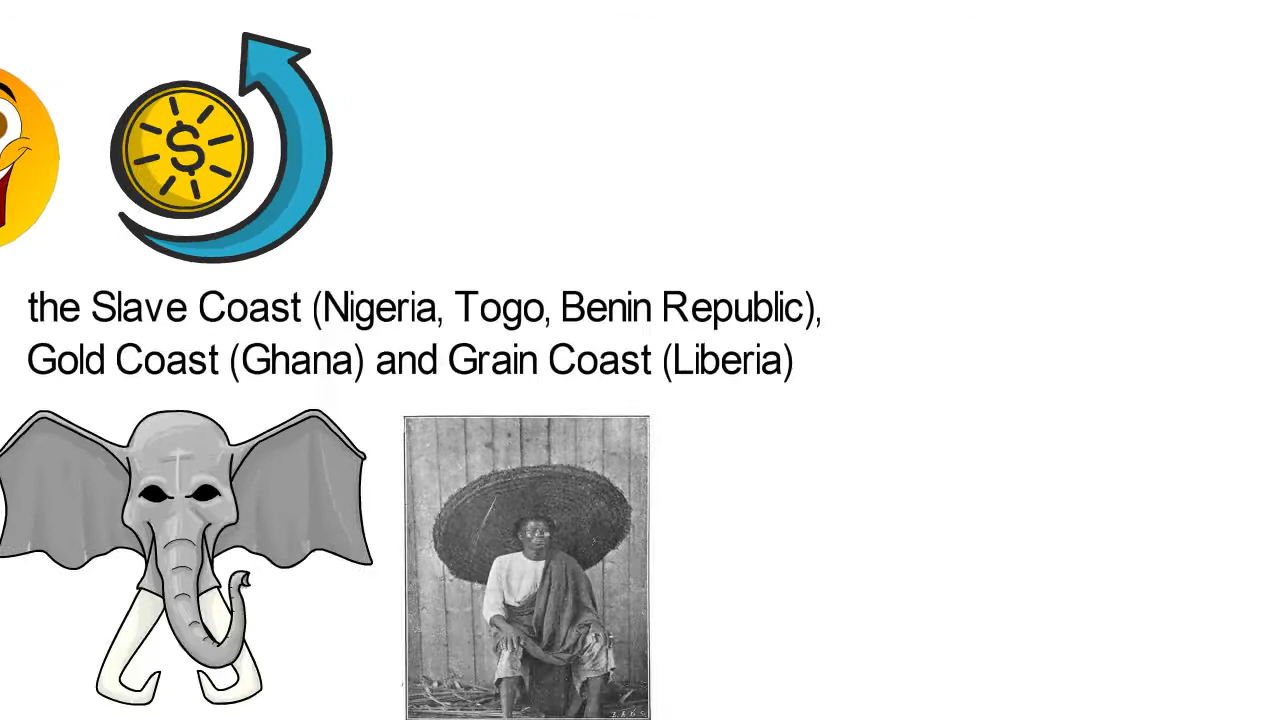 $
the Slave Coast (Nigeria, Togo, Benin Republic),
Gold Coast (Ghana) and Grain Coast (Liberia)